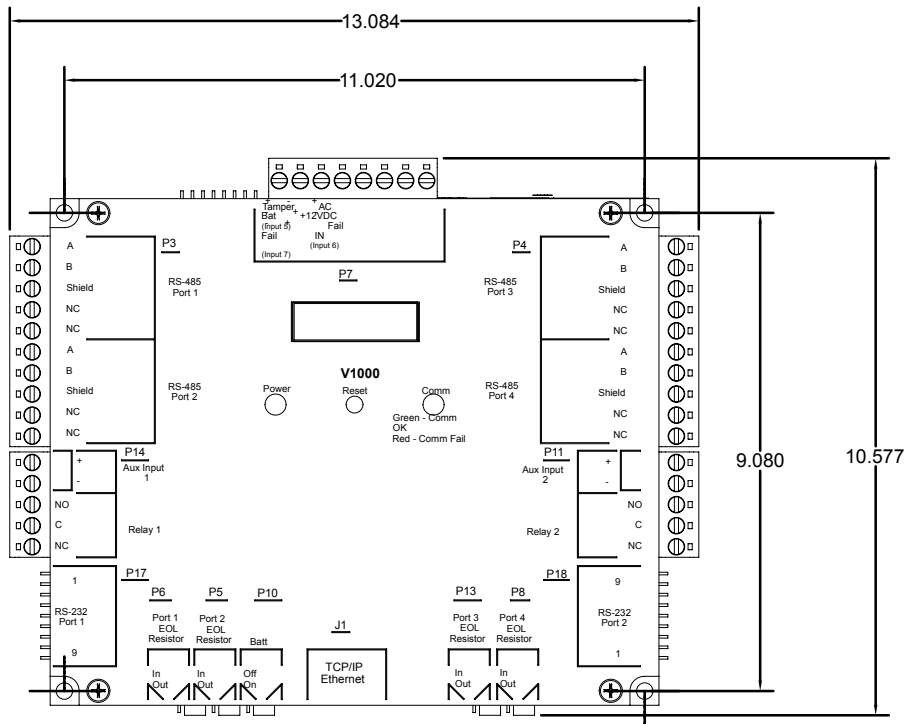 13.084
11.020
Tamper
+ - + AC
Bat + +12VDC
(Input 5) + Fail
Fail IN
(Input 6)
(Input 7)
P3
P4
P7
A
B
Shield
NC
NC
RS-485
Port 1
A
B
Shield
NC
NC
RS-485
Port 3
A
B
Shield
NC
NC
RS-485
Port 2
A
B
Shield
NC
NC
RS-485
Port 4
V1000
Power
Reset
Comm
Green - Comm
OK
Red - Comm Fail
9.080
10.577
P14
Aux Input
1
+
-
P11
Aux Input
2
+
-
NO
C
NC
Relay 1
NO
C
NC
Relay 2
P17
1
RS-232
Port 1
9
P18
9
RS-232
Port 2
1
P6
Port 1
EOL
Resistor
In
Out
P5
Port 2
EOL
Resistor
In
Out
P10
Batt
Off
On
J1
TCP/IP
Ethernet
P13
Port 3
EOL
Resistor
In
Out
P8
Port 4
EOL
Resistor
In
Out